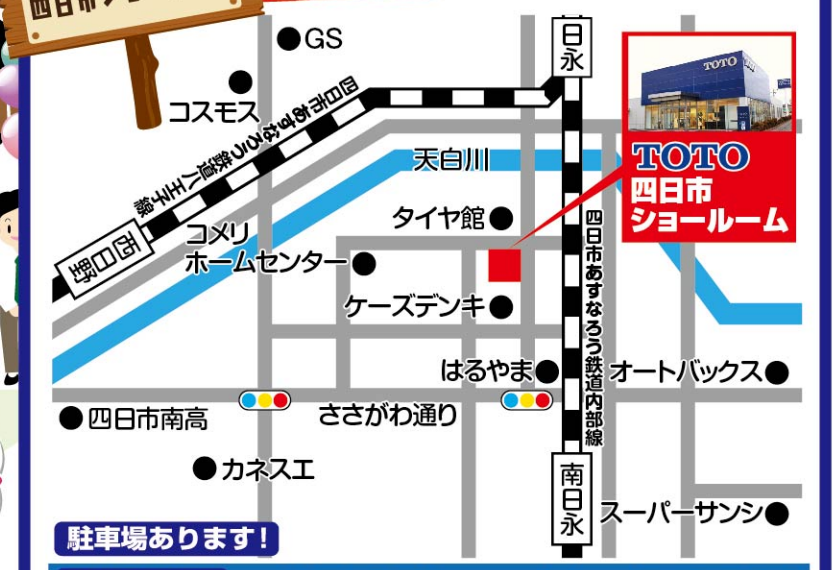 四日市
GS
コスモス
日永
TOTO
四日市あすなろう鉄道八王子線
天白川
TOTO
四日市
ショールーム
タイヤ館
コメリ
ホームセンター
西日野
四日市あすなろう鉄道内部線
ケーズデンキ
はるやま
オートバックス
四日市南高
ささがわ通り
カネスエ
南日永
スーパーサンシ
駐車場あります!